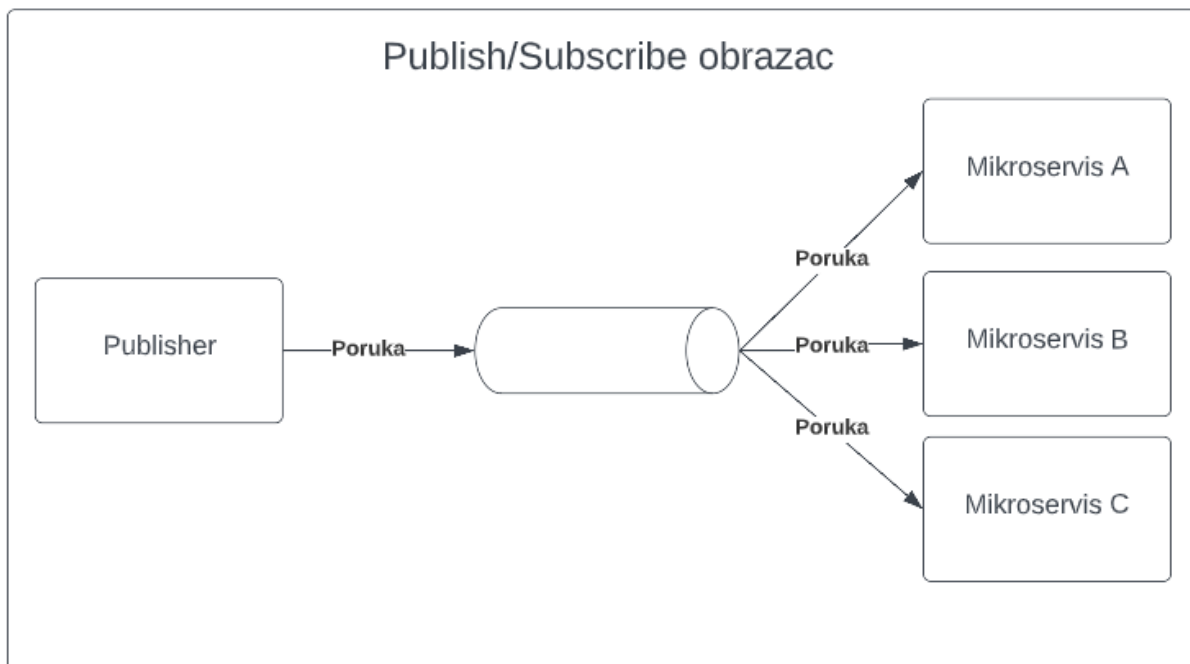 Publish/Subscribe obrazac
Publisher
Poruka
Poruka
Poruka
Poruka
Mikroservis A
Mikroservis B
Mikroservis C